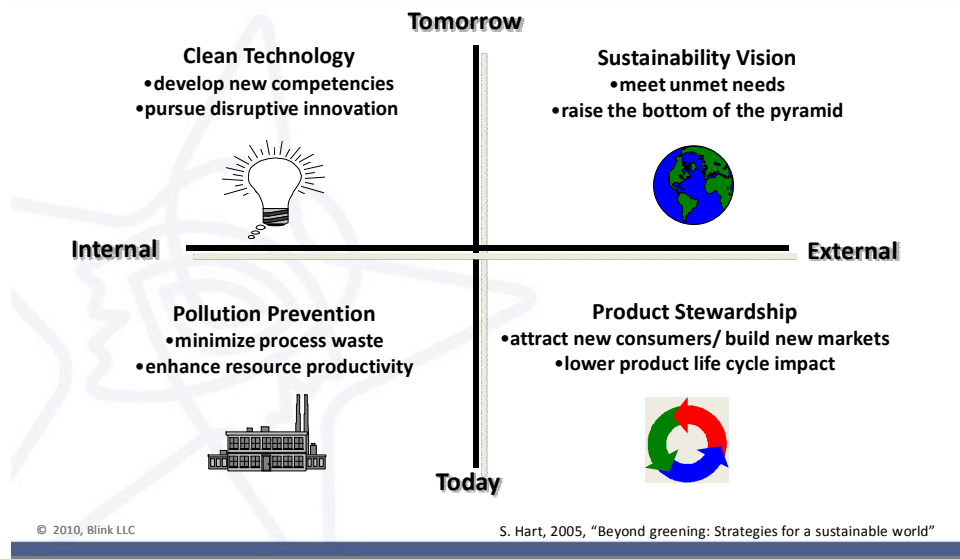 Tomorrow
Clean Technology
•develop new competencies
•pursue disruptive innovation
Sustainability Vision
•meet unmet needs
•raise the bottom of the pyramid
Internal
External
Pollution Prevention
•minimize process waste
•enhance resource productivity
Product Stewardship
•attract new consumers/ build new markets
•lower product life cycle impact
Today
© 2010, Blink LLC
S. Hart, 2005, “Beyond greening: Strategies for a sustainable world”